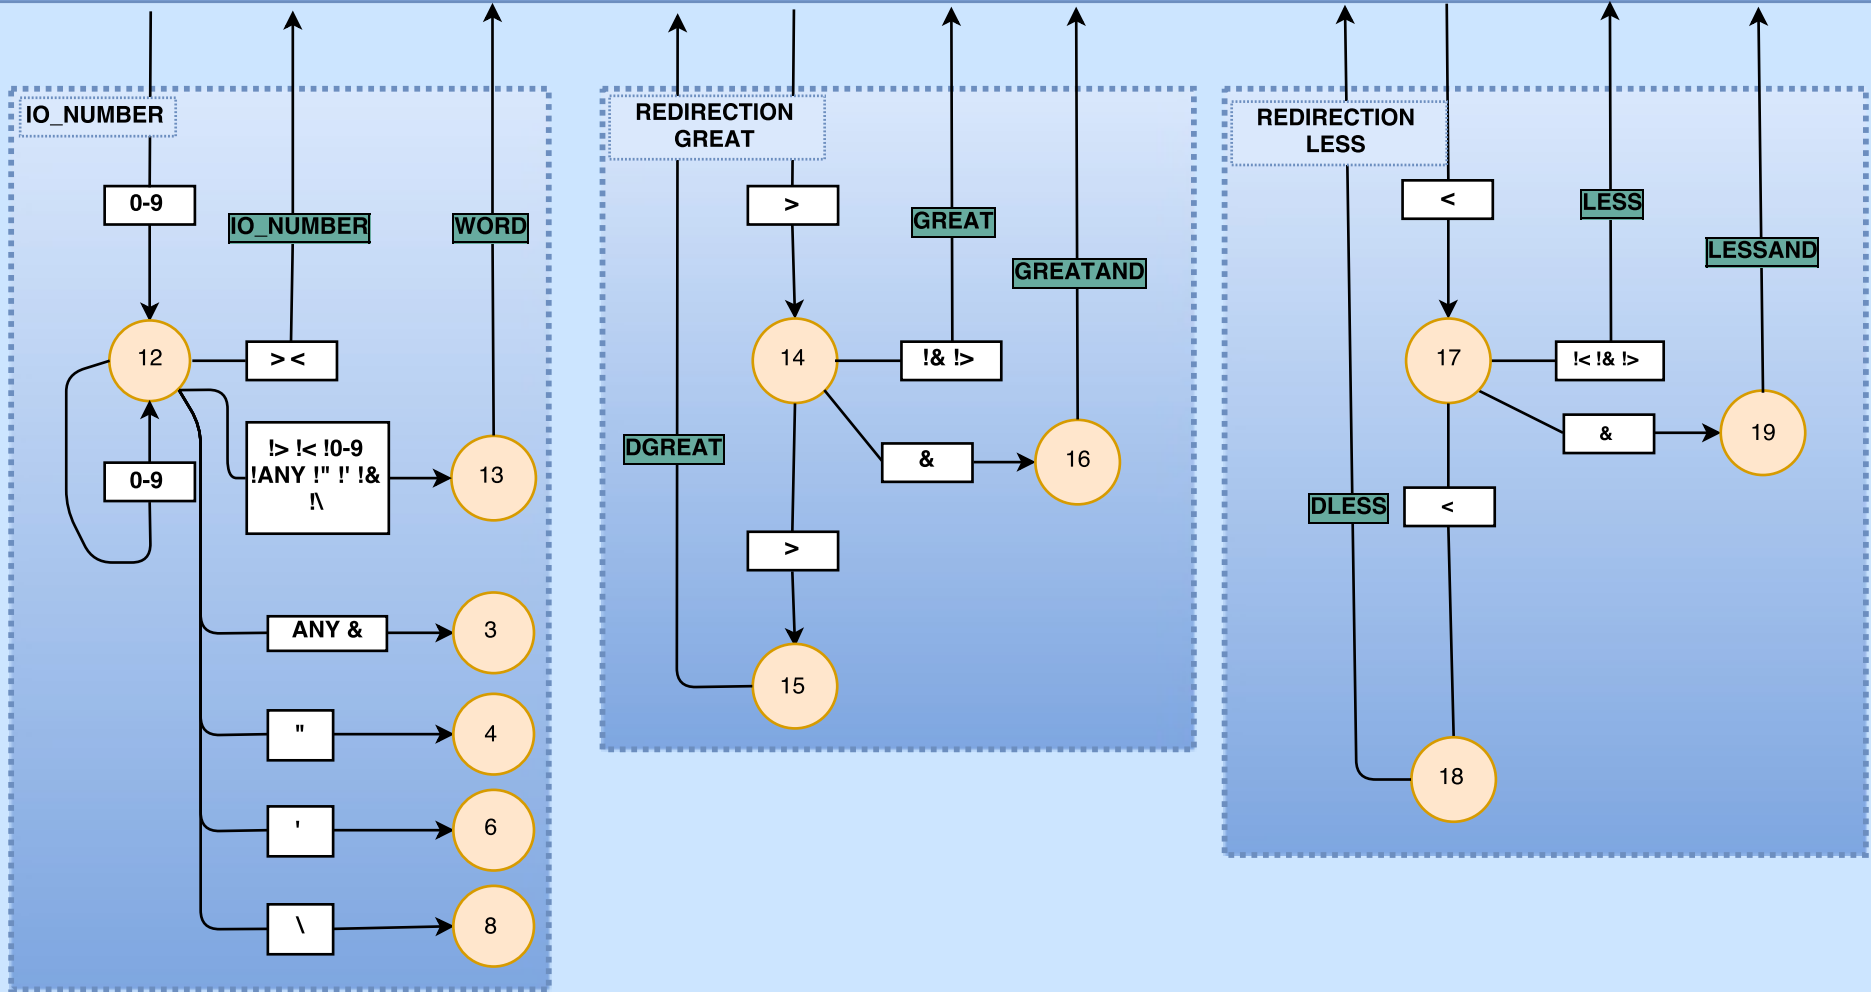 IO_NUMBER
0-9
IO_NUMBER
WORD
12
> <
0-9
!> !< !0-9
!ANY !" !' !&
!\
13
ANY &
3
"
4
'
6
\
8
REDIRECTION
GREAT
>
GREAT
GREATAND
14
!& !>
DGREAT
&
16
>
15
REDIRECTION
LESS
<
LESS
LESSAND
17
!< !& !>
&
19
DLESS
<
18